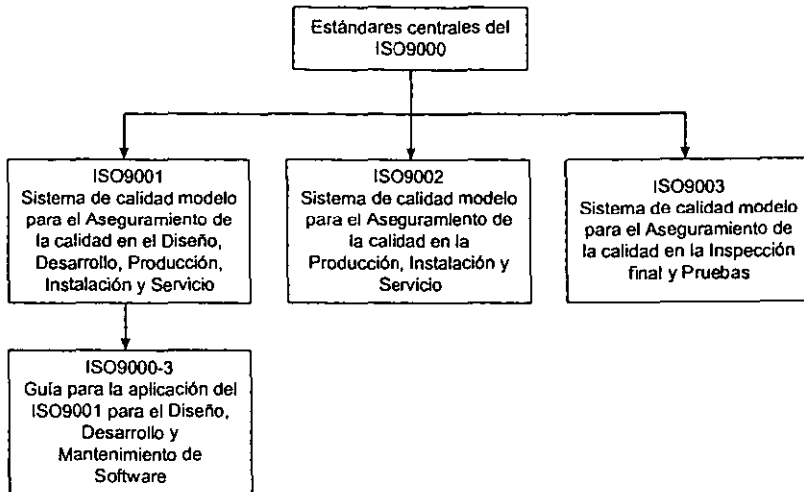 Estándares centrales del
ISO9000
ISO9001
Sistema de calidad modelo
para el Aseguramiento de
la calidad en el Diseño,
Desarrollo, Producción,
Instalación y Servicio
ISO9002
Sistema de calidad modelo
para el Aseguramiento de
la calidad en la
Producción, Instalación y
Servicio
ISO9003
Sistema de calidad modelo
para el Aseguramiento de
la calidad en la Inspección
final y Pruebas
ISO9000-3
Guía para la aplicación del
ISO9001 para el Diseño,
Desarrollo y
Mantenimiento de
Software